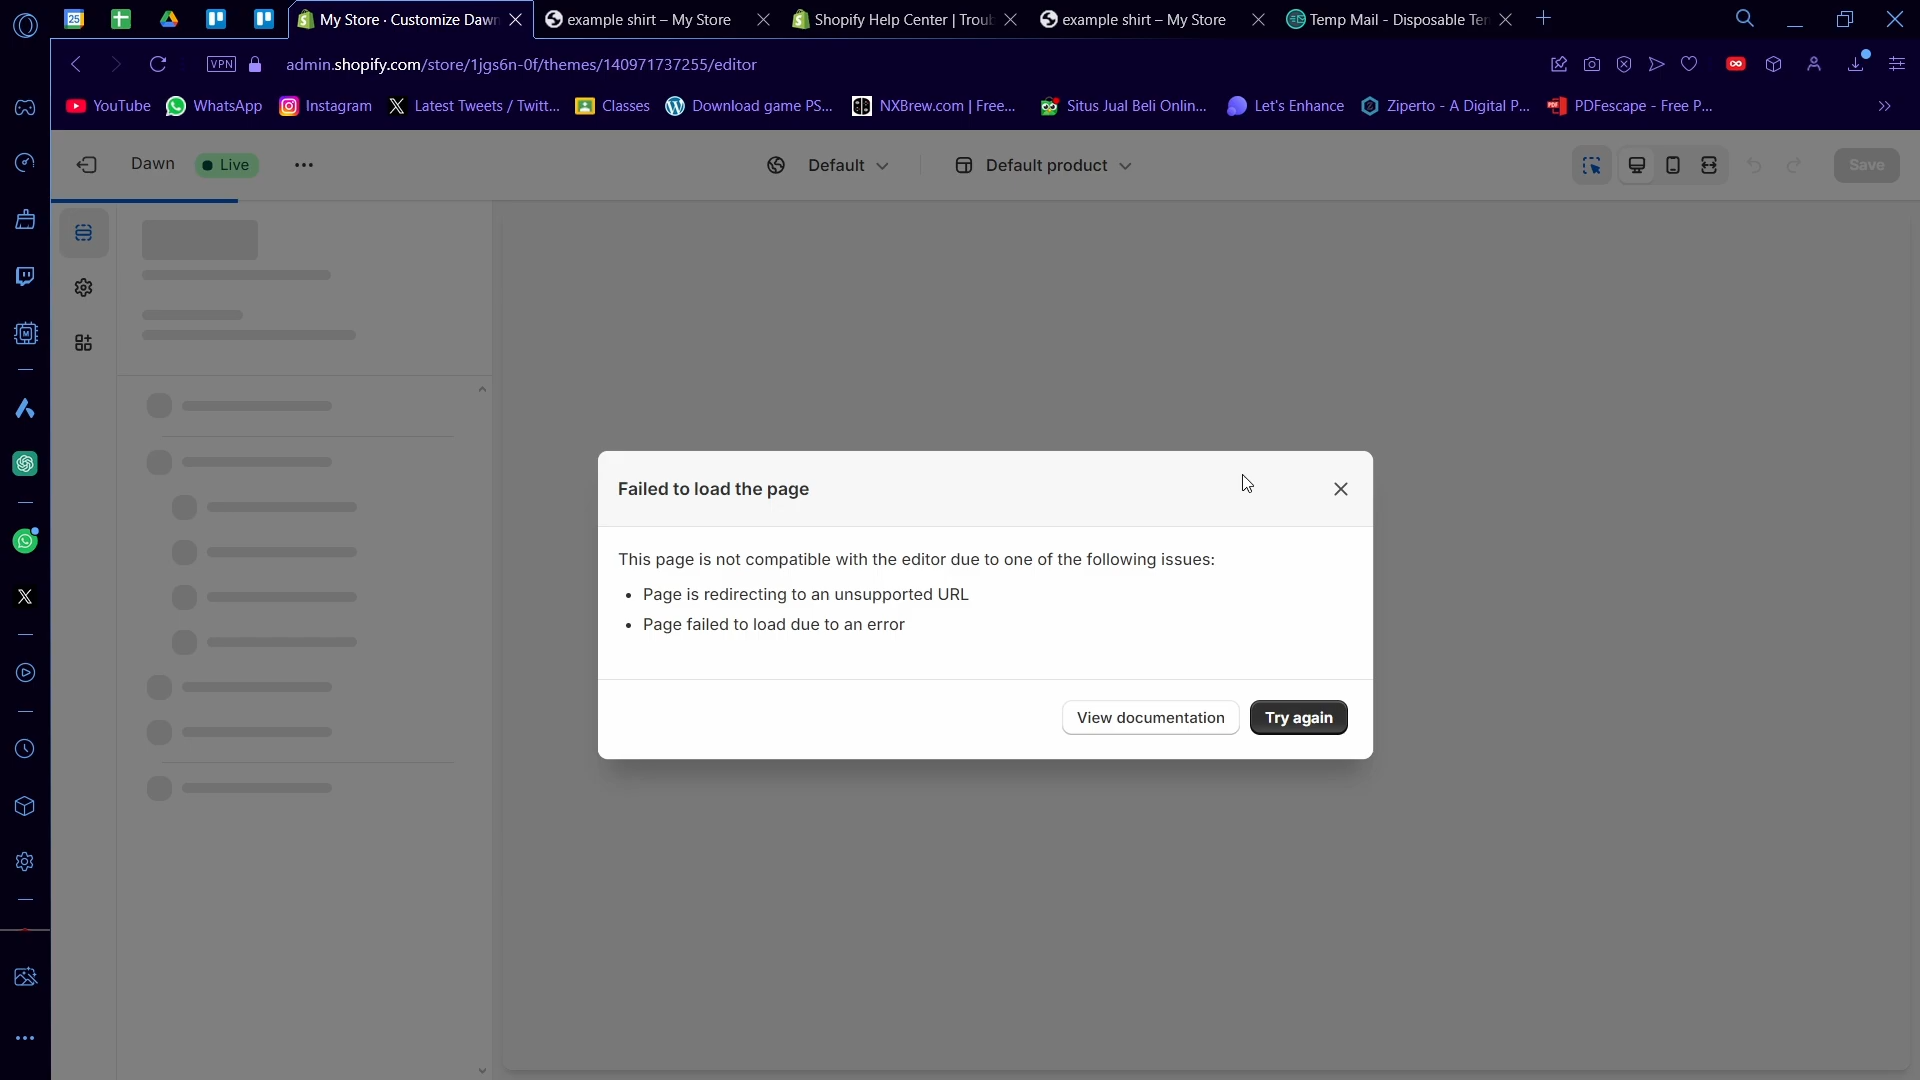 25
My Store · Customize Dawn
example shirt – My Store
Shopify Help Center | Troub
example shirt – My Store
Temp Mail - Disposable Ten
VPN
admin.shopify.com/store/1jgs6n-0f/themes/140971737255/editor
YouTube
WhatsApp
Instagram
Latest Tweets / Twitt...
Classes
Download game PS...
NXBrew.com | Free...
Situs Jual Beli Onlin...
Let's Enhance
Ziperto - A Digital P...
PDFescape - Free P...
Dawn
Live
Default
Default product
Save
Failed to load the page
This page is not compatible with the editor due to one of the following issues:
• Page is redirecting to an unsupported URL
• Page failed to load due to an error
View documentation
Try again